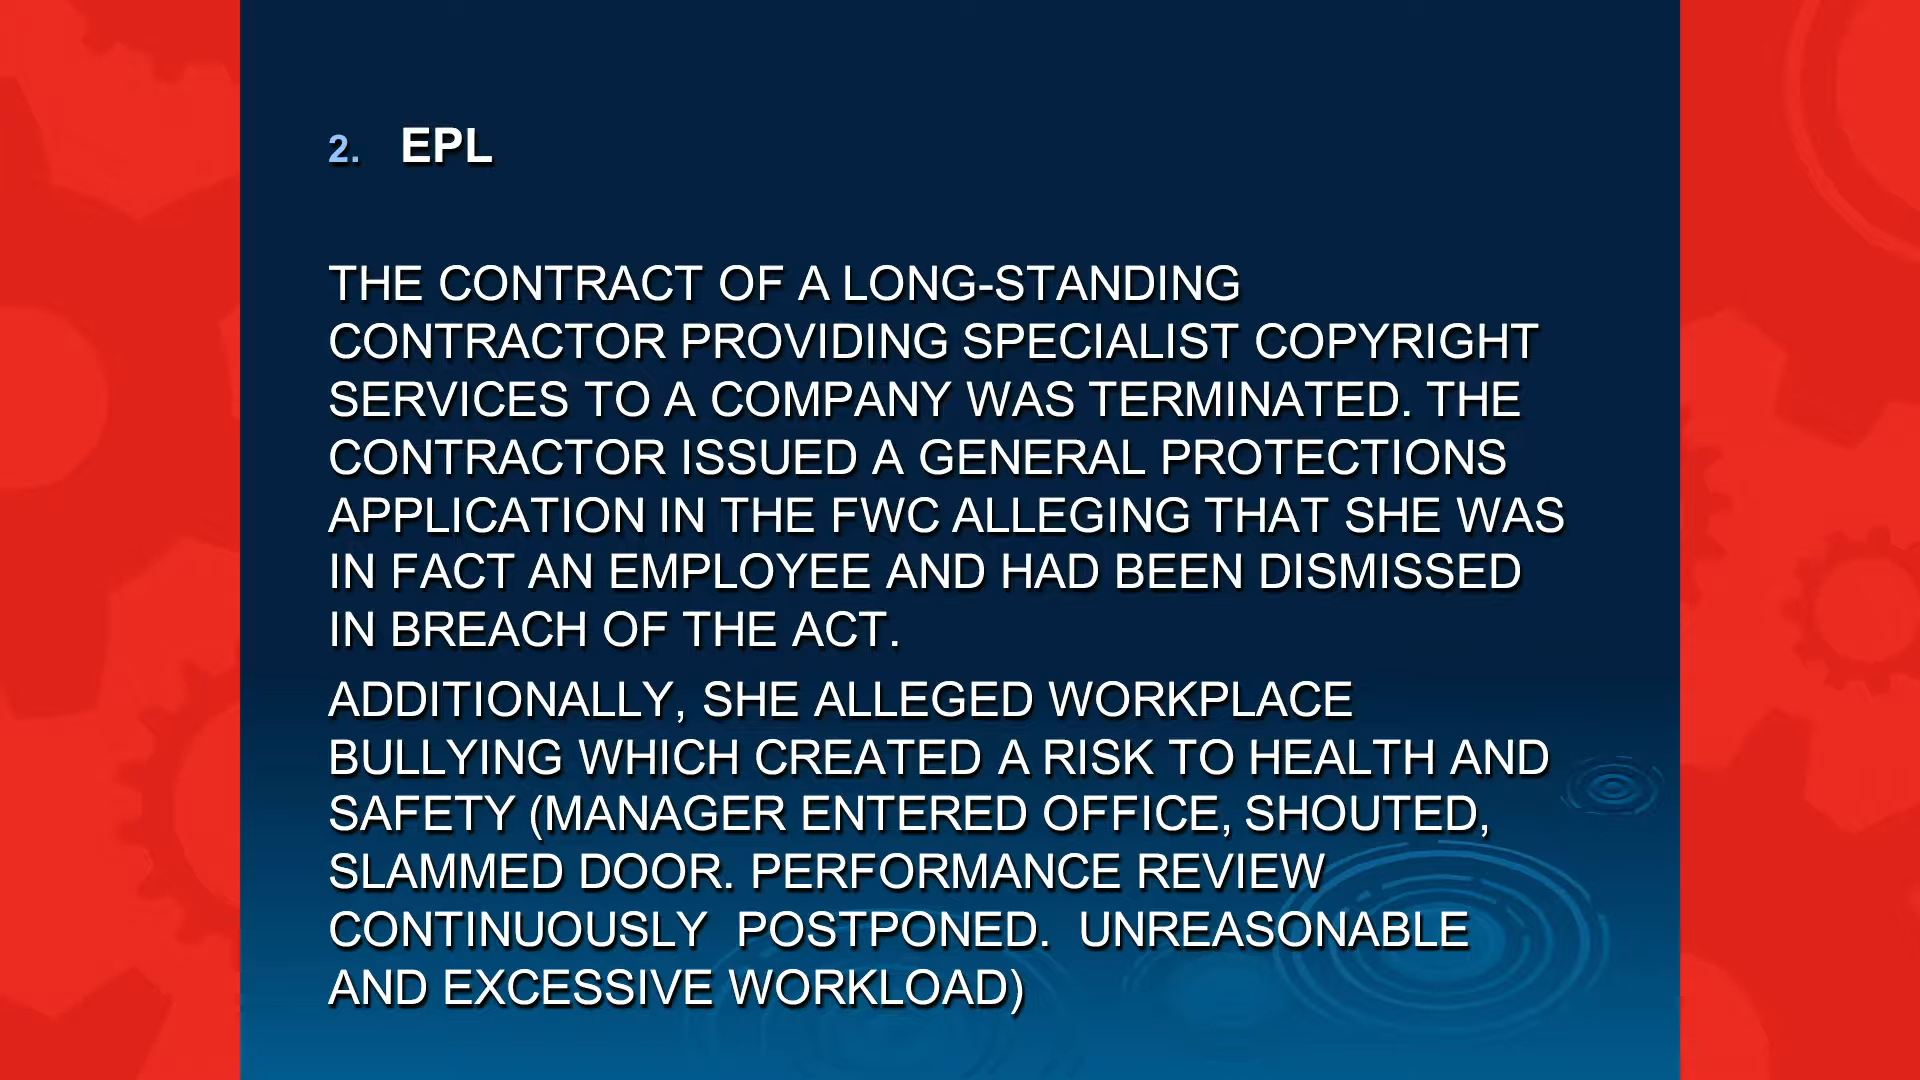 2. EPL
THE CONTRACT OF A LONG-STANDING
CONTRACTOR PROVIDING SPECIALIST COPYRIGHT
SERVICES TO A COMPANY WAS TERMINATED. THE
CONTRACTOR ISSUED A GENERAL PROTECTIONS
APPLICATION IN THE FWC ALLEGING THAT SHE WAS
IN FACT AN EMPLOYEE AND HAD BEEN DISMISSED
IN BREACH OF THE ACT.
ADDITIONALLY, SHE ALLEGED WORKPLACE
BULLYING WHICH CREATED A RISK TO HEALTH AND
SAFETY (MANAGER ENTERED OFFICE, SHOUTED,
SLAMMED DOOR. PERFORMANCE REVIEW
CONTINUOUSLY POSTPONED. UNREASONABLE
AND EXCESSIVE WORKLOAD)